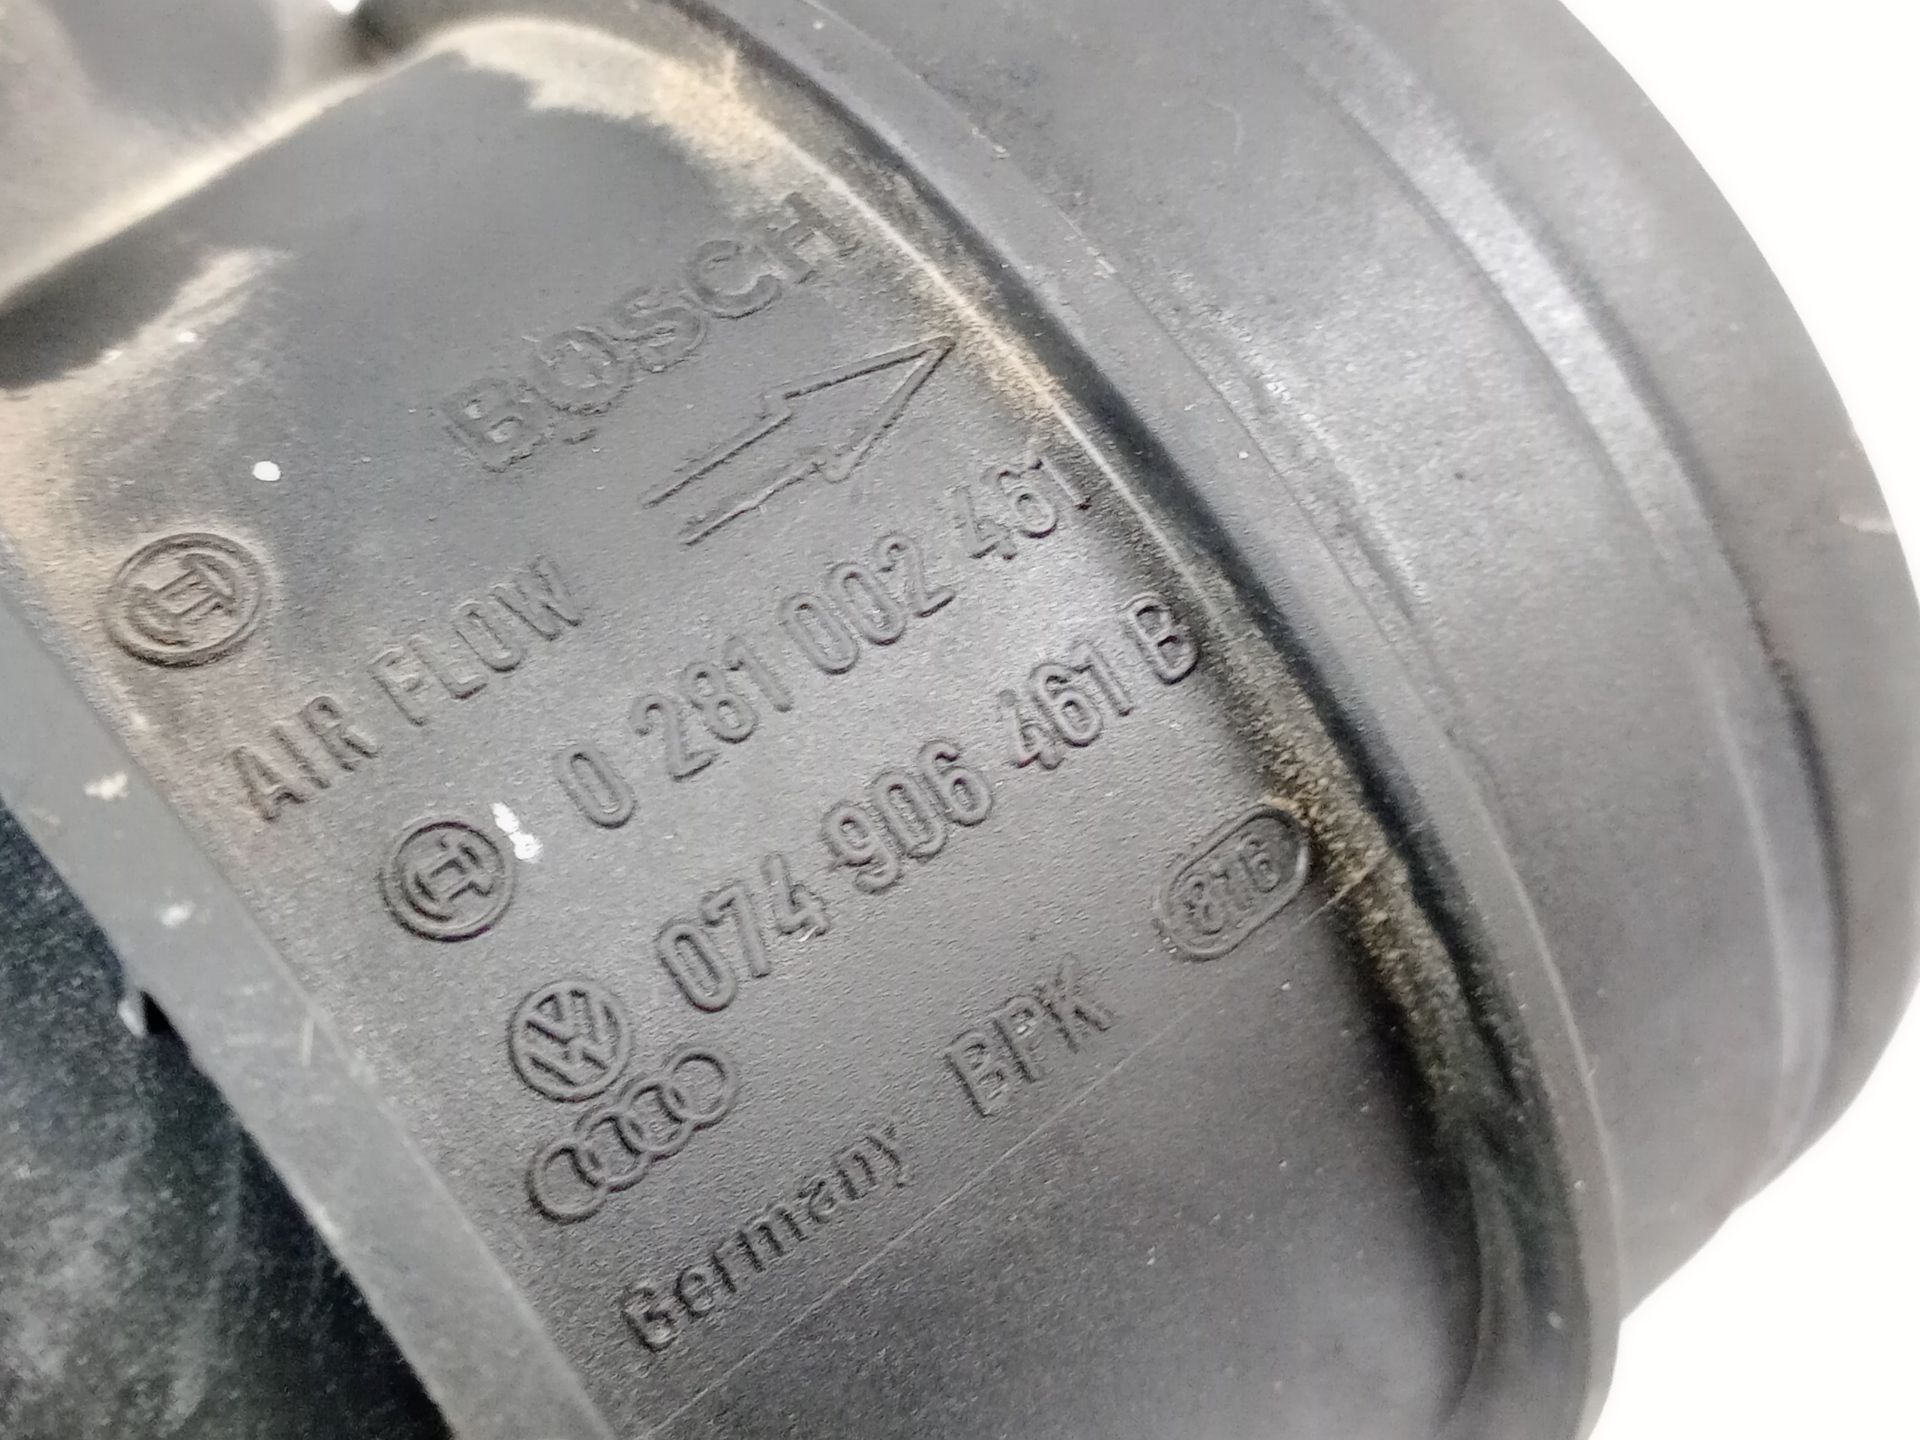 BOSCH
AIR FLOW
0 281 002 461
074 906 461 B
BPK
876
Germany